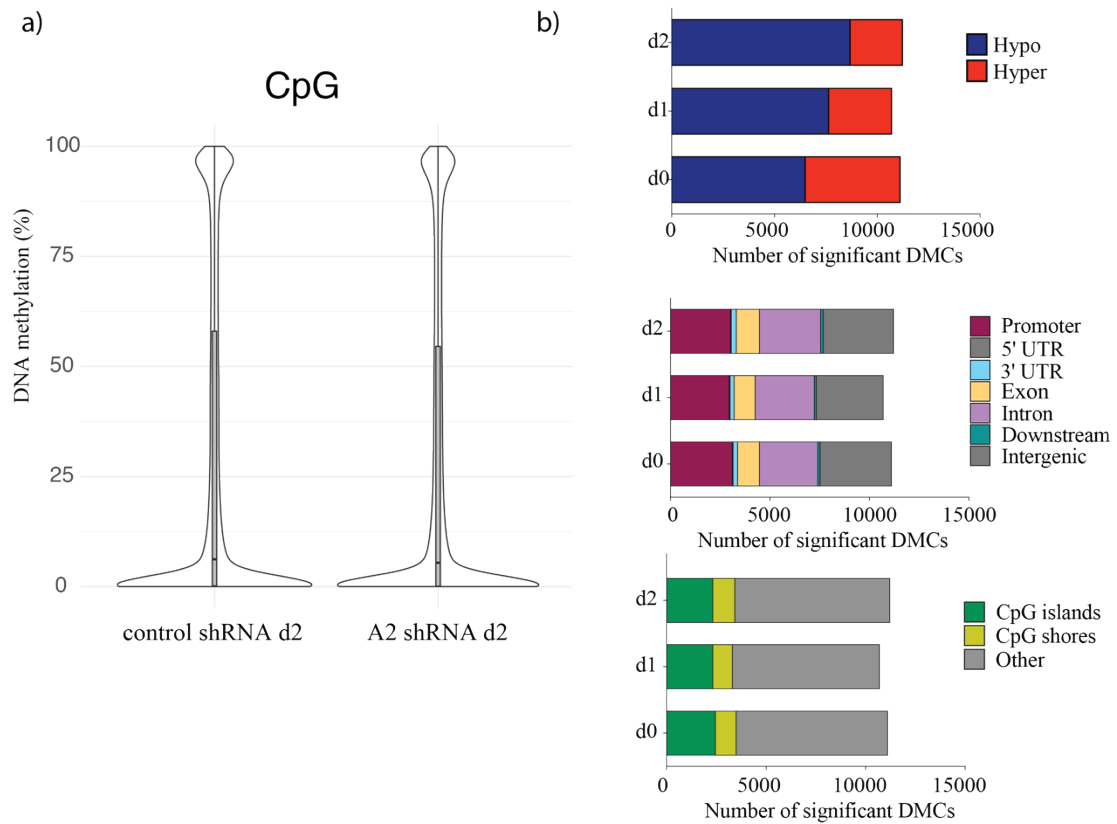 a)
CpG
DNA methylation (%)
100
75
50
25
0
control shRNA d2
A2 shRNA d2
b)
d2
d1
d0
0 5000 10000 15000
Number of significant DMCs
Hypo
Hyper
d2
d1
d0
0 5000 10000 15000
Number of significant DMCs
Promoter
5' UTR
3' UTR
Exon
Intron
Downstream
Intergenic
d2
d1
d0
0 5000 10000 15000
Number of significant DMCs
CpG islands
CpG shores
Other